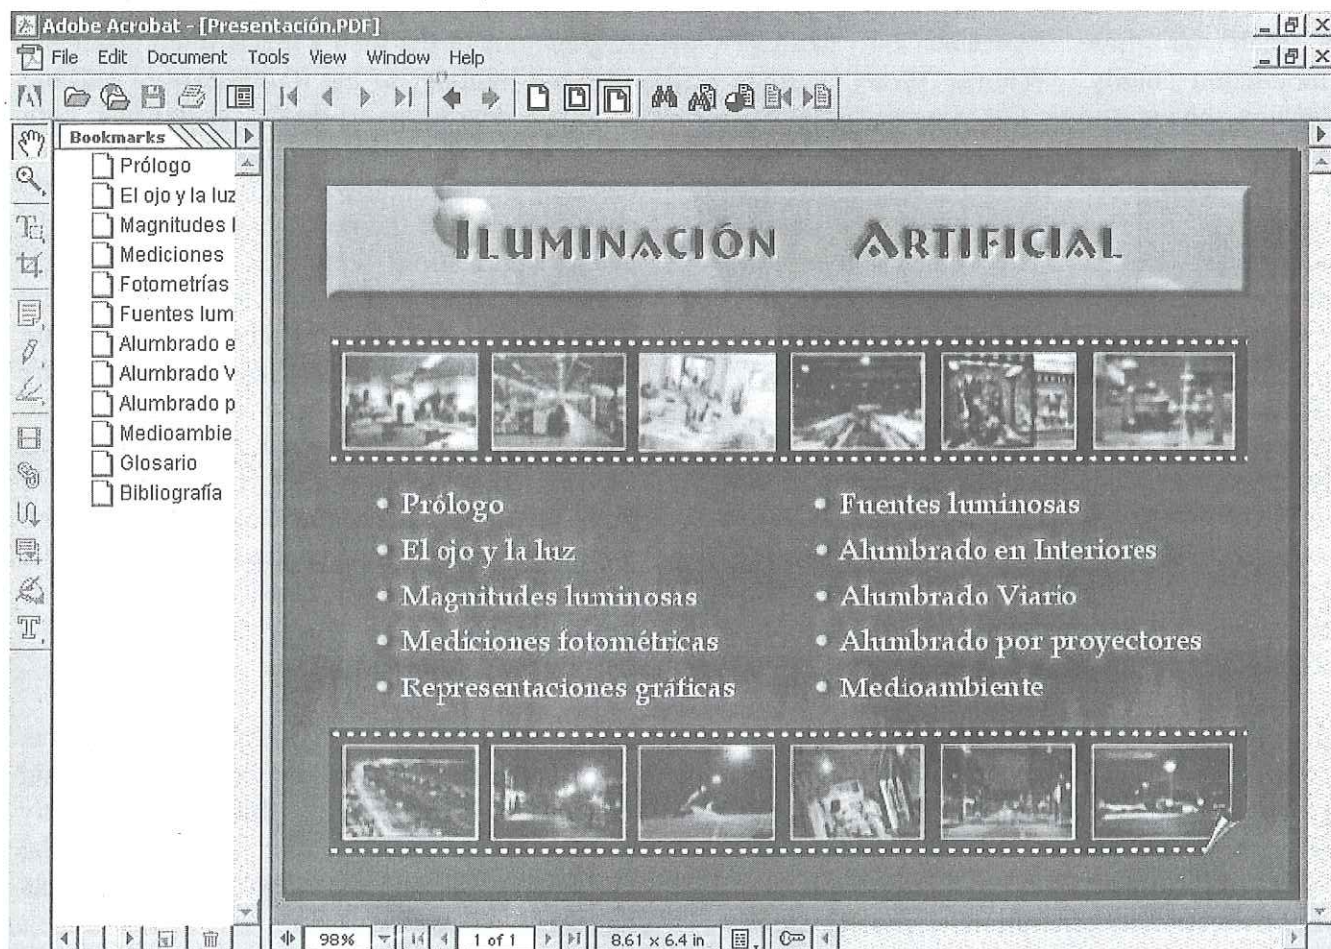 Adobe Acrobat - [Presentación.PDF]
File Edit Document Tools View Window Help
Bookmarks
Prólogo
El ojo y la luz
Magnitudes l
Mediciones
Fotometrías
Fuentes lum
Alumbrado e
Alumbrado V
Alumbrado p
Medioambie
Glosario
Bibliografía
ILUMINACIÓN ARTIFICIAL
• Prólogo
• El ojo y la luz
• Magnitudes luminosas
• Mediciones fotométricas
• Representaciones gráficas
• Fuentes luminosas
• Alumbrado en Interiores
• Alumbrado Viario
• Alumbrado por proyectores
• Medioambiente
98% 1 of 1 8.61 x 6.4 in